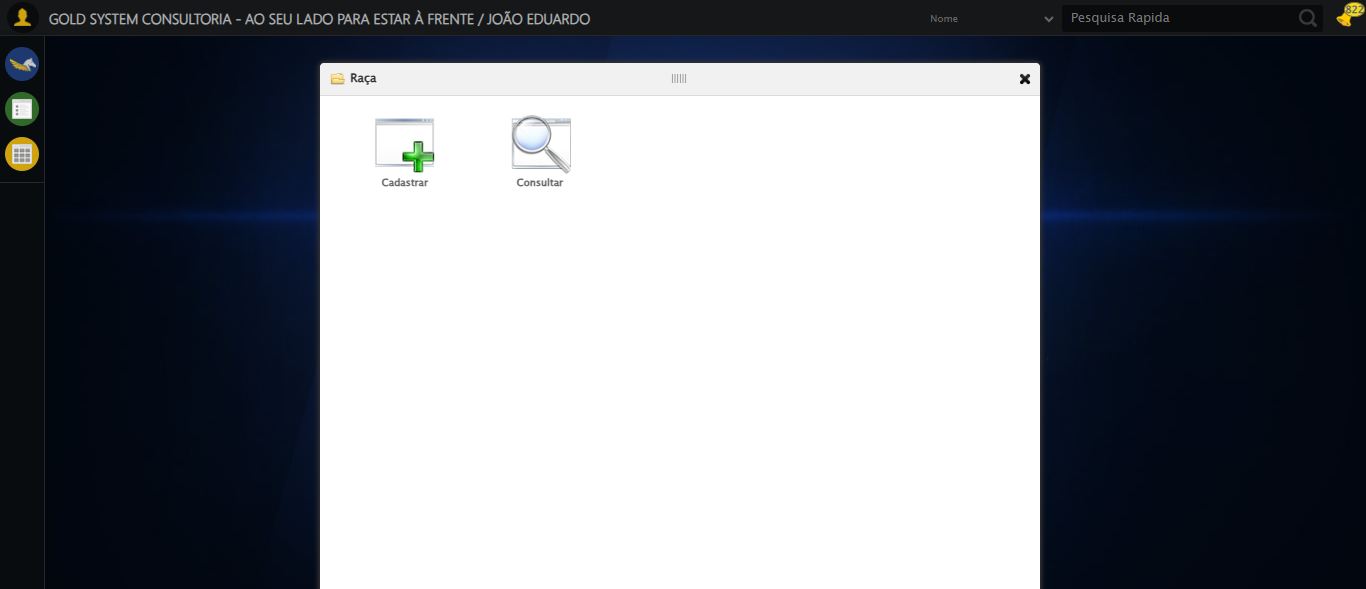 GOLD SYSTEM CONSULTORIA - AO SEU LADO PARA ESTAR À FRENTE / JOÃO EDUARDO
Nome
Pesquisa Rapida
822
Raça
Cadastrar
Consultar